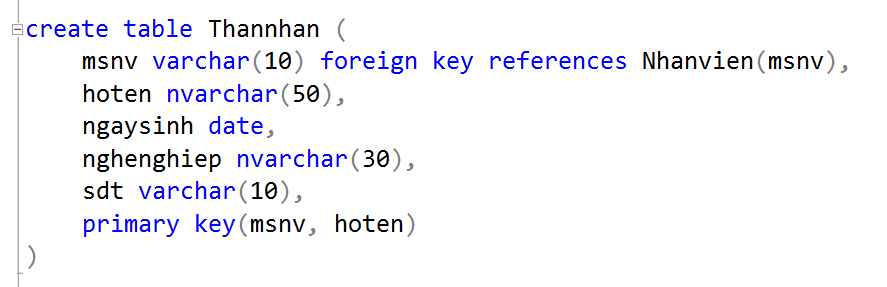 create table Thannhan (
msnv varchar(10) foreign key references Nhanvien(msnv),
hoten nvarchar(50),
ngaysinh date,
nghenghiep nvarchar(30),
sdt varchar(10),
primary key(msnv, hoten)
)